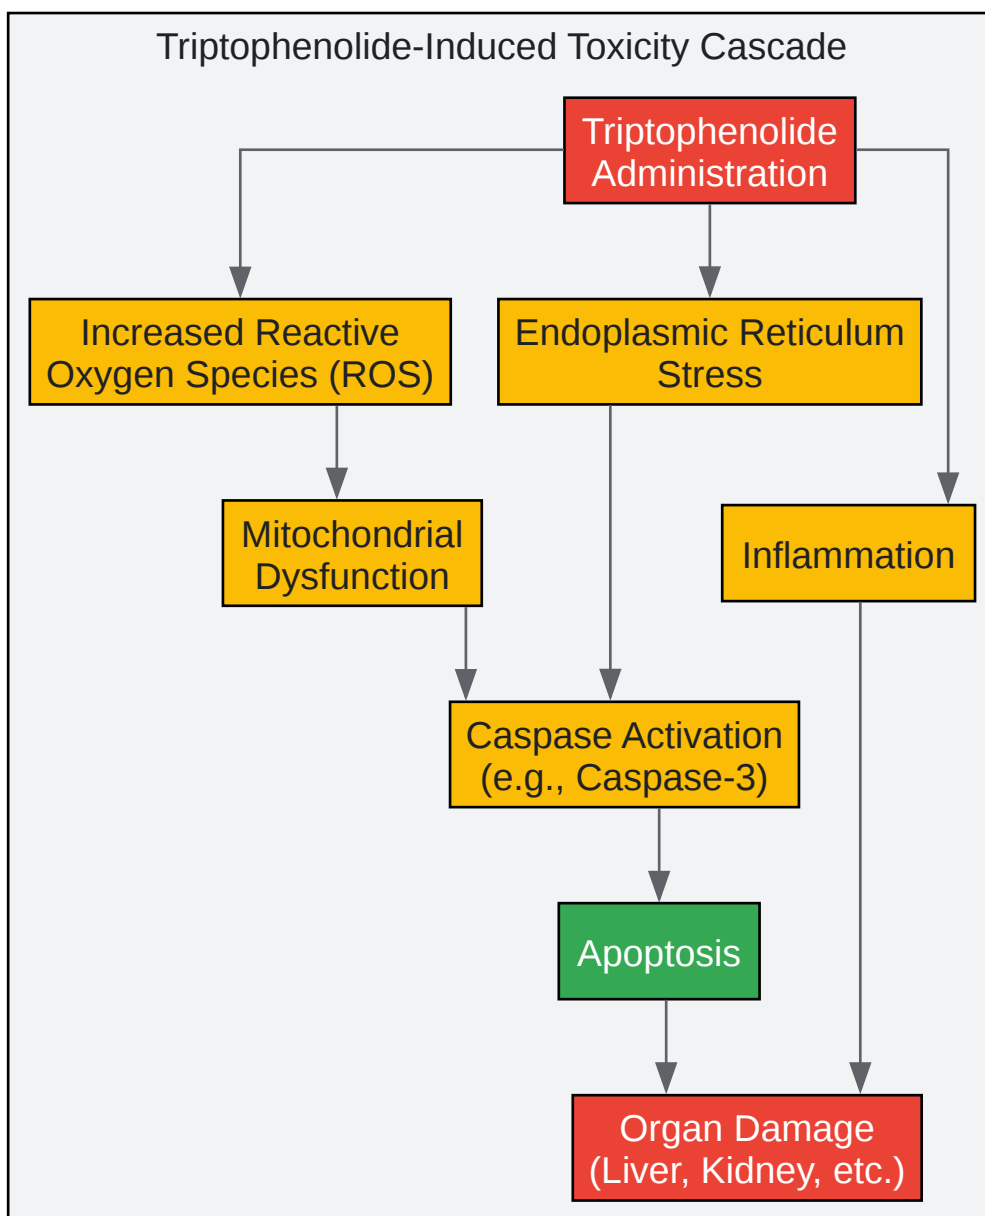 Triptophenolide-Induced Toxicity Cascade
Triptophenolide
Administration
Increased Reactive
Oxygen Species (ROS)
Endoplasmic Reticulum
Stress
Mitochondrial
Dysfunction
Inflammation
Caspase Activation
(e.g., Caspase-3)
Apoptosis
Organ Damage
(Liver, Kidney, etc.)